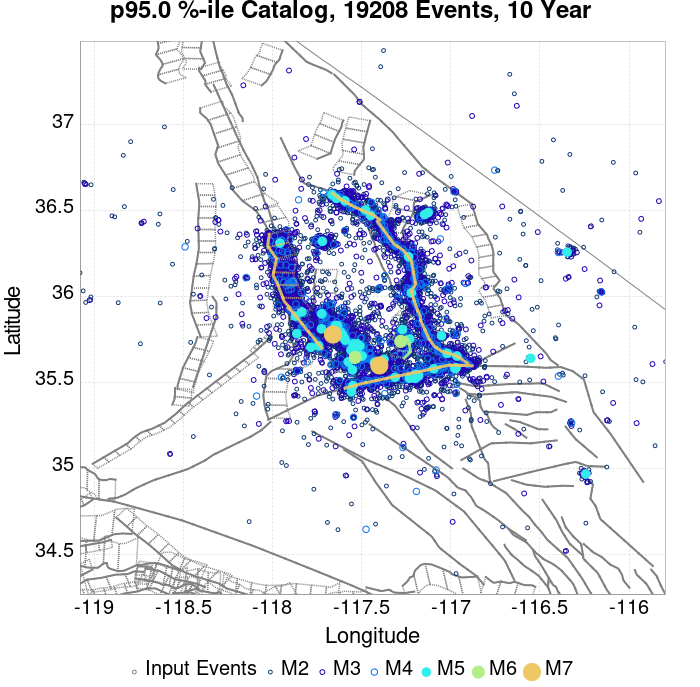 p95.0 %-ile Catalog, 19208 Events, 10 Year
37
36.5
36
35.5
35
34.5
Latitude
-119 -118.5 -118 -117.5 -117 -116.5 -116
Longitude
Input Events M2 M3 M4 M5 M6 M7